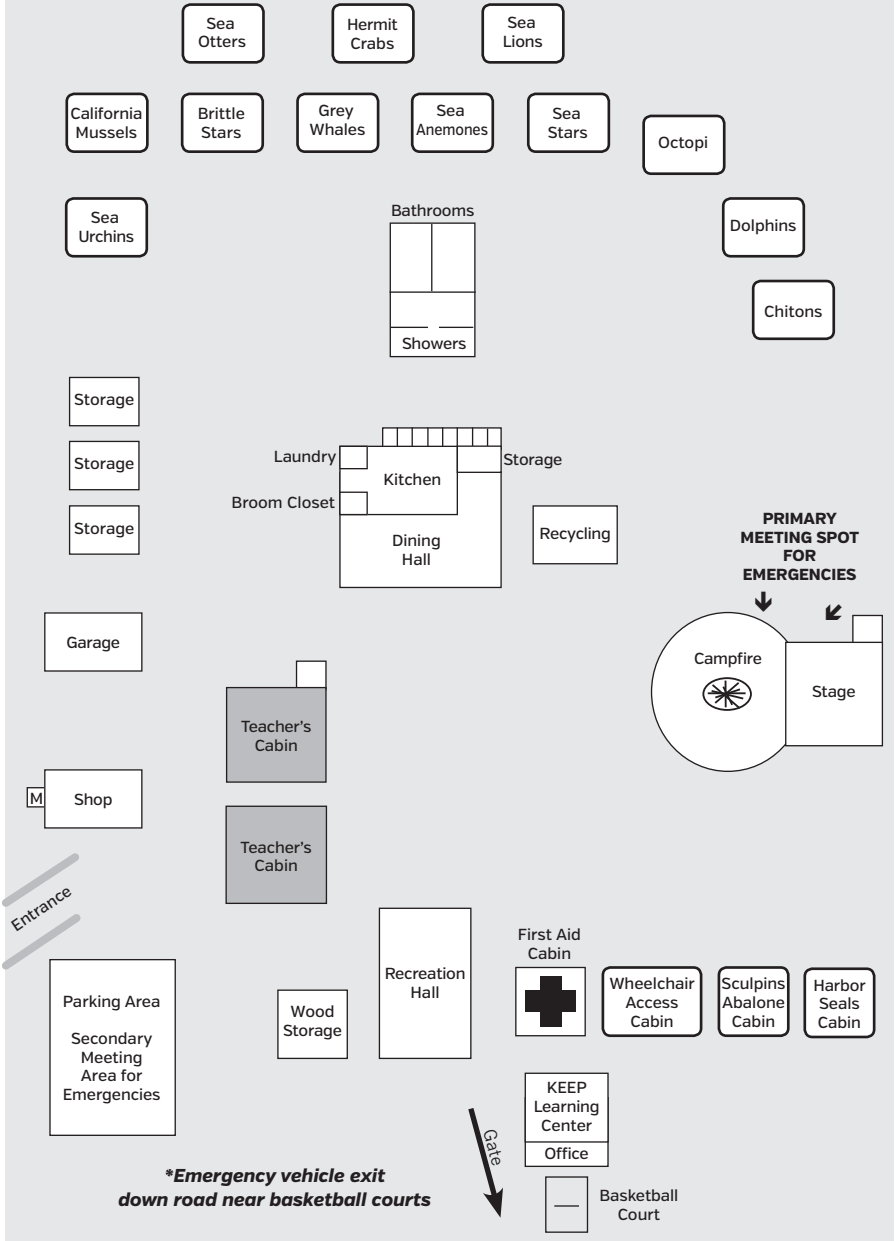 Sea
Otters
Hermit
Crabs
Sea
Lions
California
Mussels
Brittle
Stars
Grey
Whales
Sea
Anemones
Sea
Stars
Octopi
Sea
Urchins
Bathrooms
Dolphins
Chitons
Showers
Storage
Laundry
Kitchen
Storage
Storage
Broom Closet
Dining
Hall
Recycling
Storage
PRIMARY
MEETING SPOT
FOR
EMERGENCIES
Garage
Campfire
Stage
Teacher's
Cabin
M
Shop
Teacher's
Cabin
Entrance
Parking Area
Secondary
Meeting
Area for
Emergencies
Wood
Storage
Recreation
Hall
First Aid
Cabin
Wheelchair
Access
Cabin
Sculpins
Abalone
Cabin
Harbor
Seals
Cabin
KEEP
Learning
Center
Office
Gate
*Emergency vehicle exit
down road near basketball courts
Basketball
Court